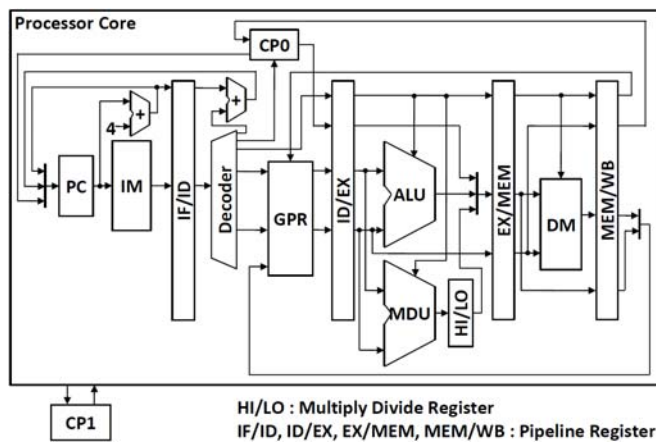 Processor Core
CP0
+
+
4
PC
IM
IF/ID
Decoder
GPR
ID/EX
ALU
MDU
HI/LO
EX/MEM
DM
MEM/WB
CP1
HI/LO : Multiply Divide Register
IF/ID, ID/EX, EX/MEM, MEM/WB : Pipeline Register